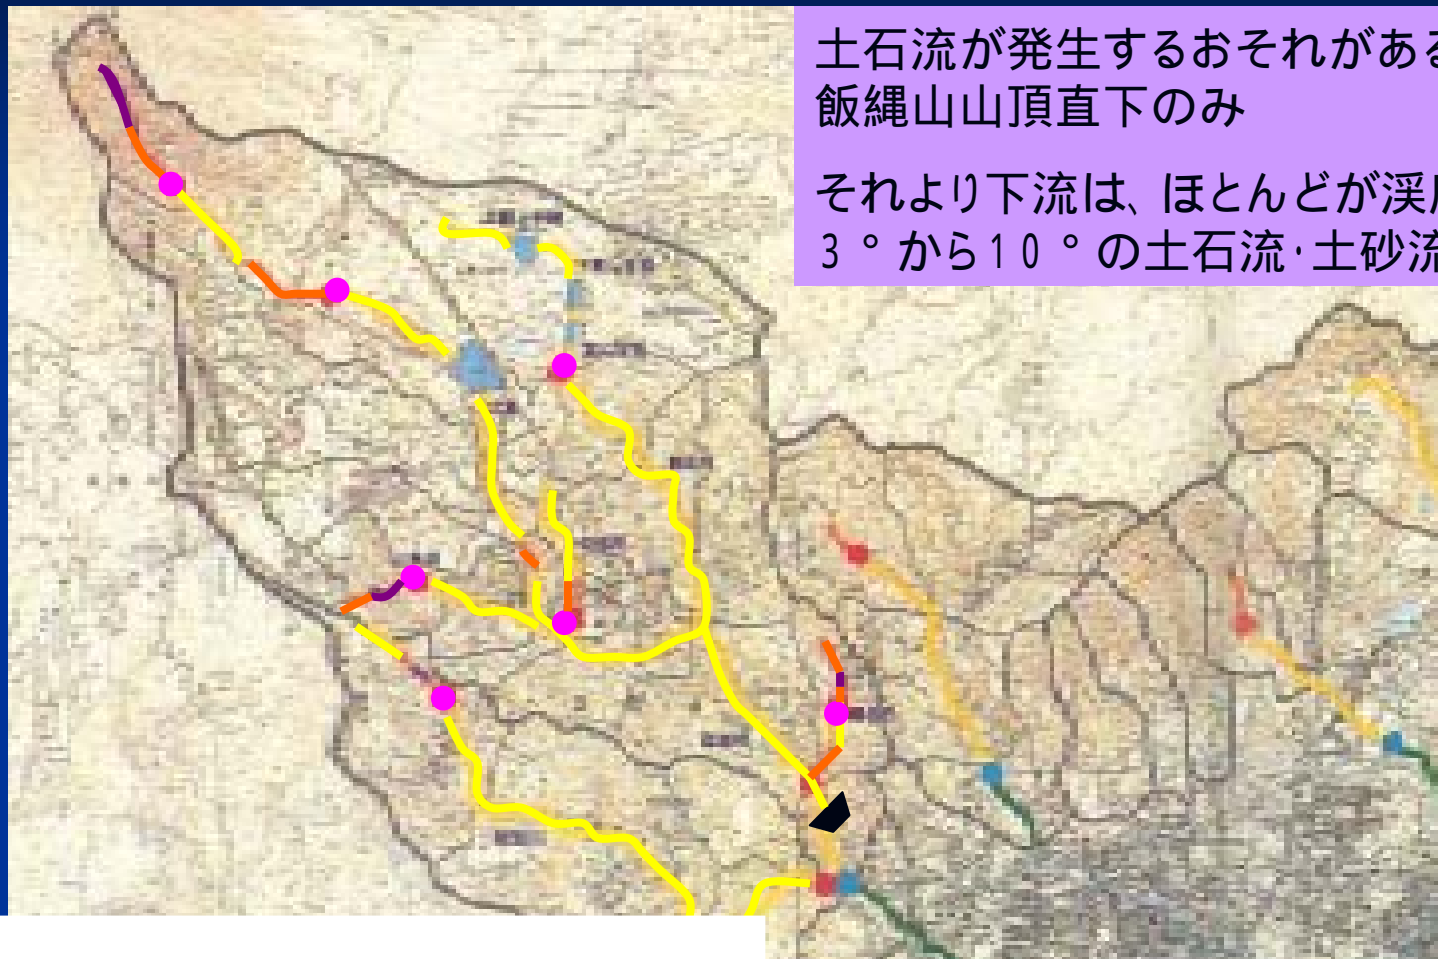 土石流が発生するおそれがある
飯縄山山頂直下のみ
それより下流は、ほとんどが渓
3°から10°の土石流・土砂流